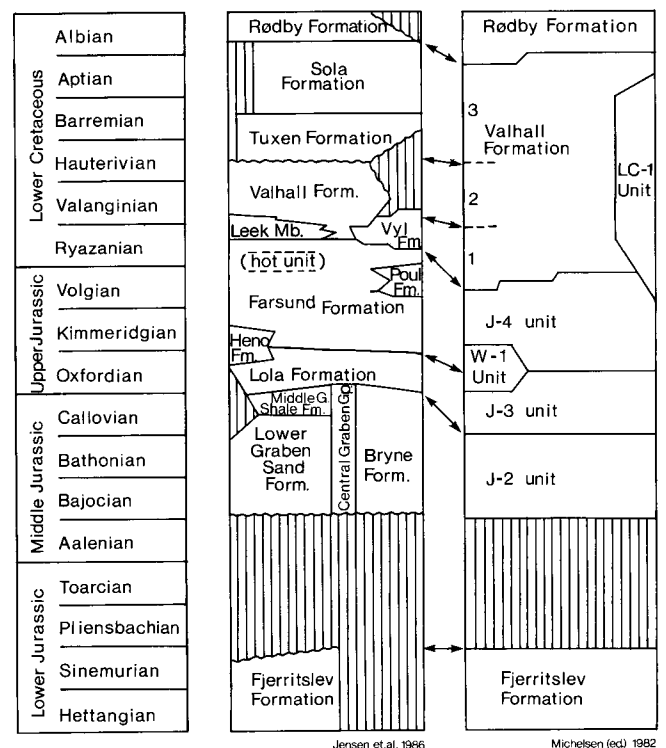 Lower Cretaceous
Albian
Aptian
Barremian
Hauterivian
Valanginian
Ryazanian
Upper Jurassic
Volgian
Kimmeridgian
Oxfordian
Middle Jurassic
Callovian
Bathonian
Bajocian
Aalenian
Lower Jurassic
Toarcian
Pliensbachian
Sinemurian
Hettangian
Rødby Formation
Sola
Formation
Tuxen Formation
Valhall Form.
Leek Mb.
Vyl
Fm.
(hot unit)
Poul
Fm.
Farsund Formation
Heno
Fm.
Lola Formation
Middle G.
Shale Fm.
Lower
Graben
Sand
Form.
Central Graben Gp.
Bryne
Form.
Fjerritslev
Formation
Jensen et.al. 1986
Rødby Formation
3
Valhall
Formation
LC-1
Unit
2
1
J-4 unit
W-1
Unit
J-3 unit
J-2 unit
Fjerritslev
Formation
Michelsen (ed) 1982